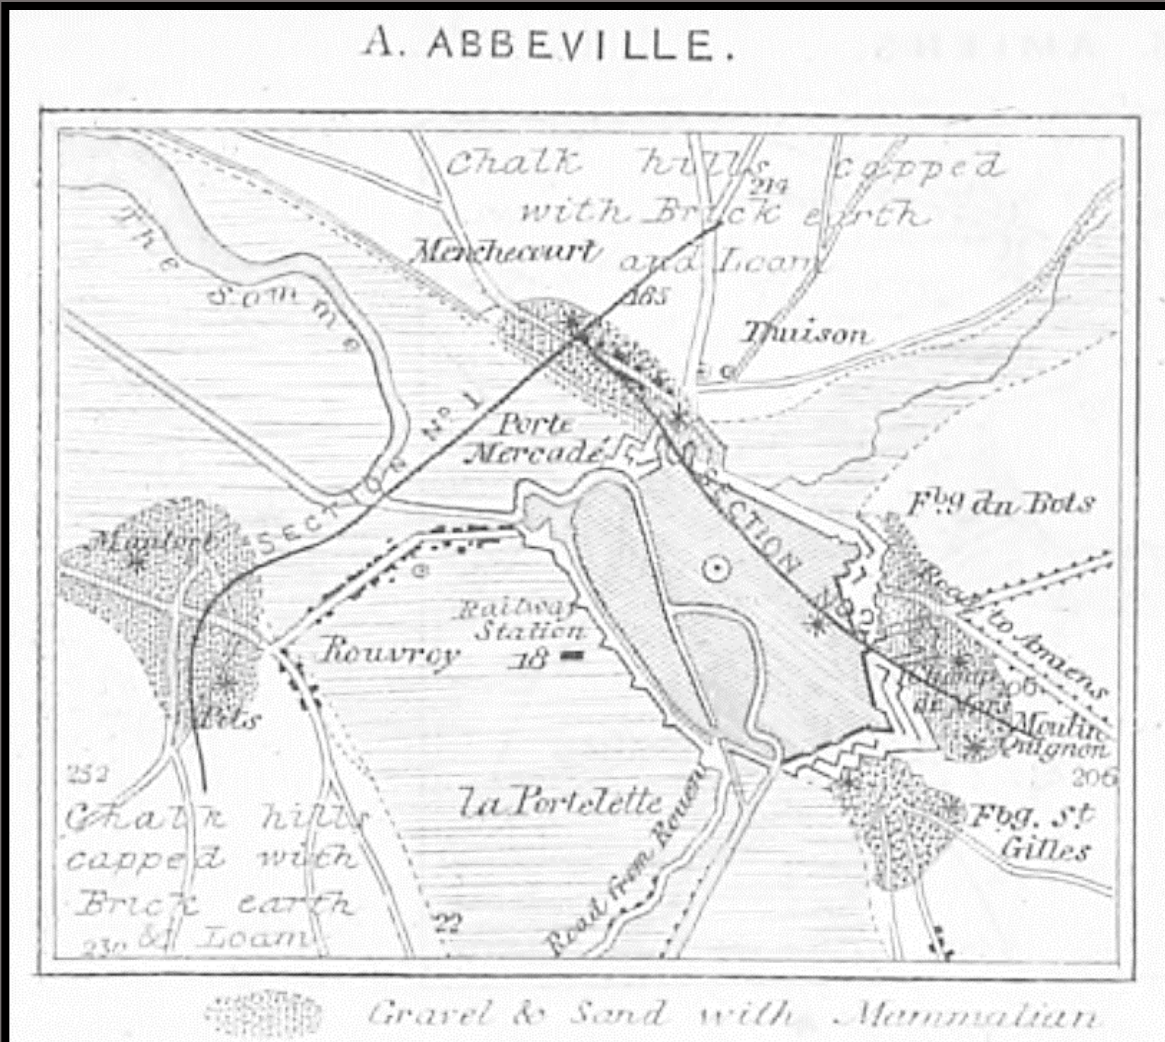 A. ABBEVILLE.
Chalk hills capped
214
with Brick earth
Menchecourt
and Loam
185
The Somme
Thuison
SECTION No. 1
Porte
Mercadé
SECTION No. 2
Fbg du Bois
Montort
Road to Amiens
Railway
Station
18
Rouvroy
Champ
de Mars
106
Moulin
Quignon
206
Pits
252
la Portelette
Chalk hills
capped with
Brick earth
& Loam
230
Fbg. St
Gilles
22
Road from Rouen
Gravel & Sand with Mammalian